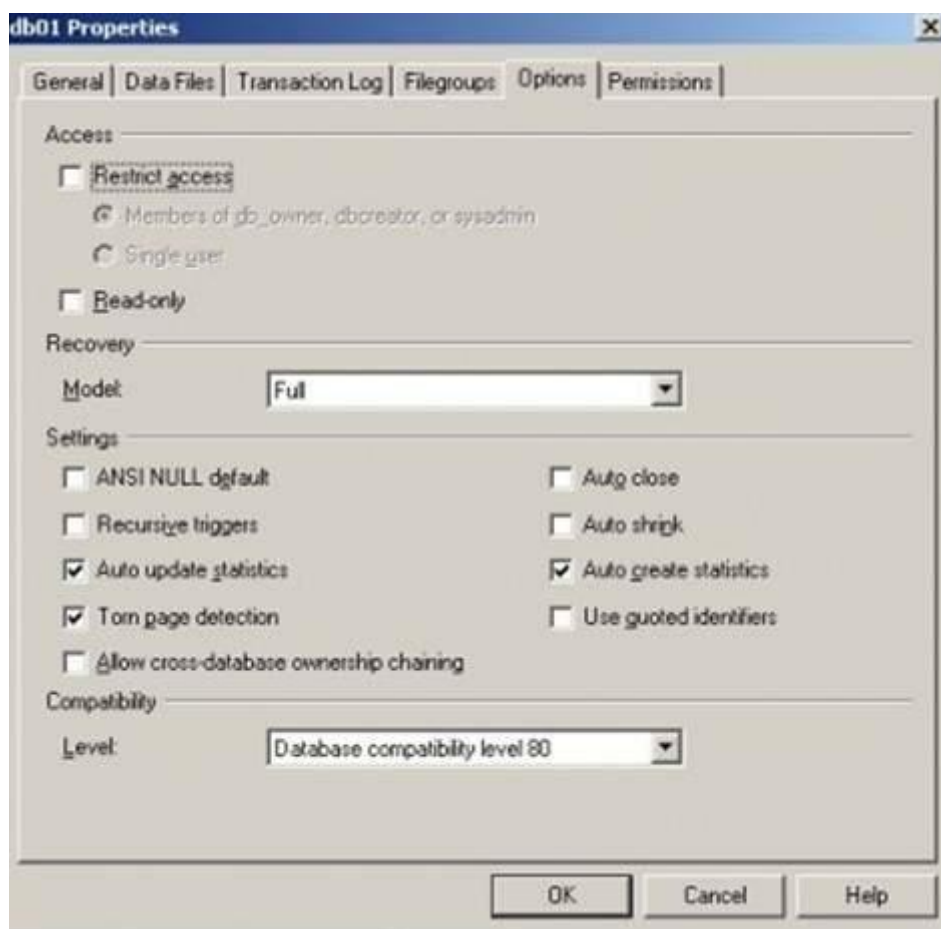 db01 Properties
General Data Files Transaction Log Filegroups Options Permissions
Access
Restrict access
Members of db_owner, dbcreator, or sysadmin
Single user
Read-only
Recovery
Model: Full
Settings
ANSI NULL default Auto close
Recursive triggers Auto shrink
Auto update statistics Auto create statistics
Torn page detection Use quoted identifiers
Allow cross-database ownership chaining
Compatibility
Level: Database compatibility level 80
OK Cancel Help